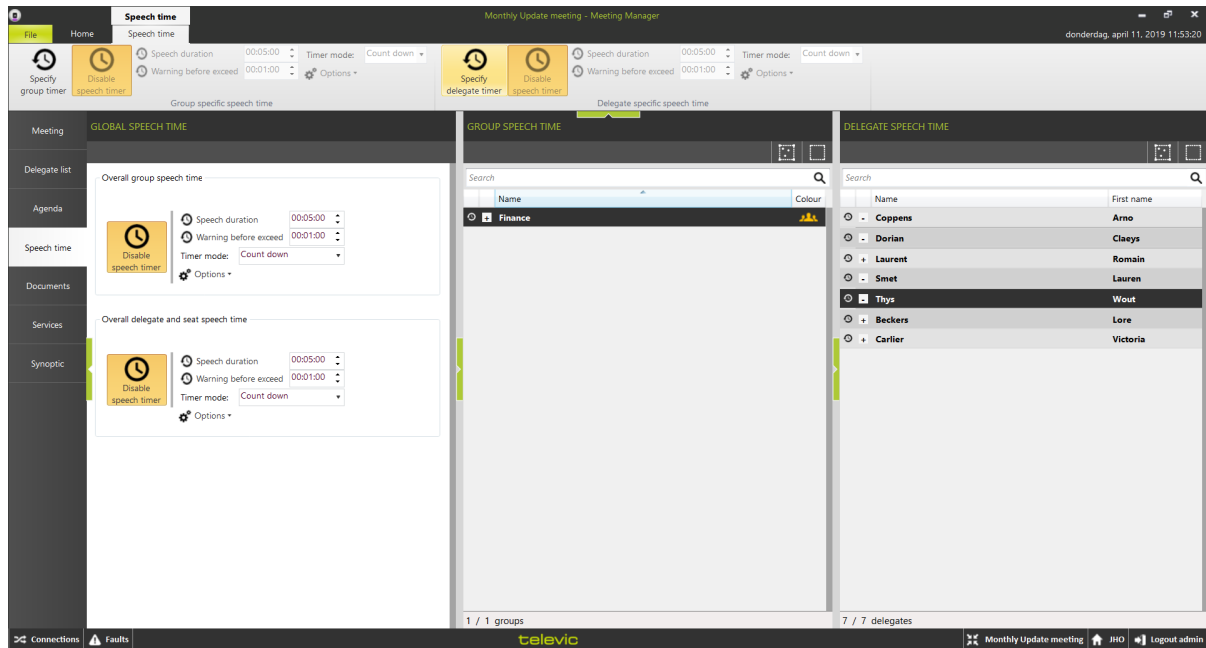 Speech time
Monthly Update meeting - Meeting Manager
File
Home
Speech time
donderdag, april 11, 2019 11:53:20
Specify
group timer
Disable
speech timer
Speech duration
00:05:00
Timer mode:
Count down
Warning before exceed
00:01:00
Options
Group specific speech time
Specify
delegate timer
Disable
speech timer
Speech duration
00:05:00
Timer mode:
Count down
Warning before exceed
00:01:00
Options
Delegate specific speech time
Meeting
Delegate list
Agenda
Speech time
Documents
Services
Synoptic
GLOBAL SPEECH TIME
Overall group speech time
Disable
speech timer
Speech duration 00:05:00
Warning before exceed 00:01:00
Timer mode: Count down
Options
Overall delegate and seat speech time
Disable
speech timer
Speech duration 00:05:00
Warning before exceed 00:01:00
Timer mode: Count down
Options
GROUP SPEECH TIME
Search
Name Colour
+ Finance
1 / 1 groups
DELEGATE SPEECH TIME
Search
Name First name
- Coppens Arno
- Dorian Claeys
+ Laurent Romain
- Smet Lauren
- Thys Wout
+ Beckers Lore
+ Carlier Victoria
7 / 7 delegates
Connections
Faults
televic
Monthly Update meeting
JHO
Logout admin